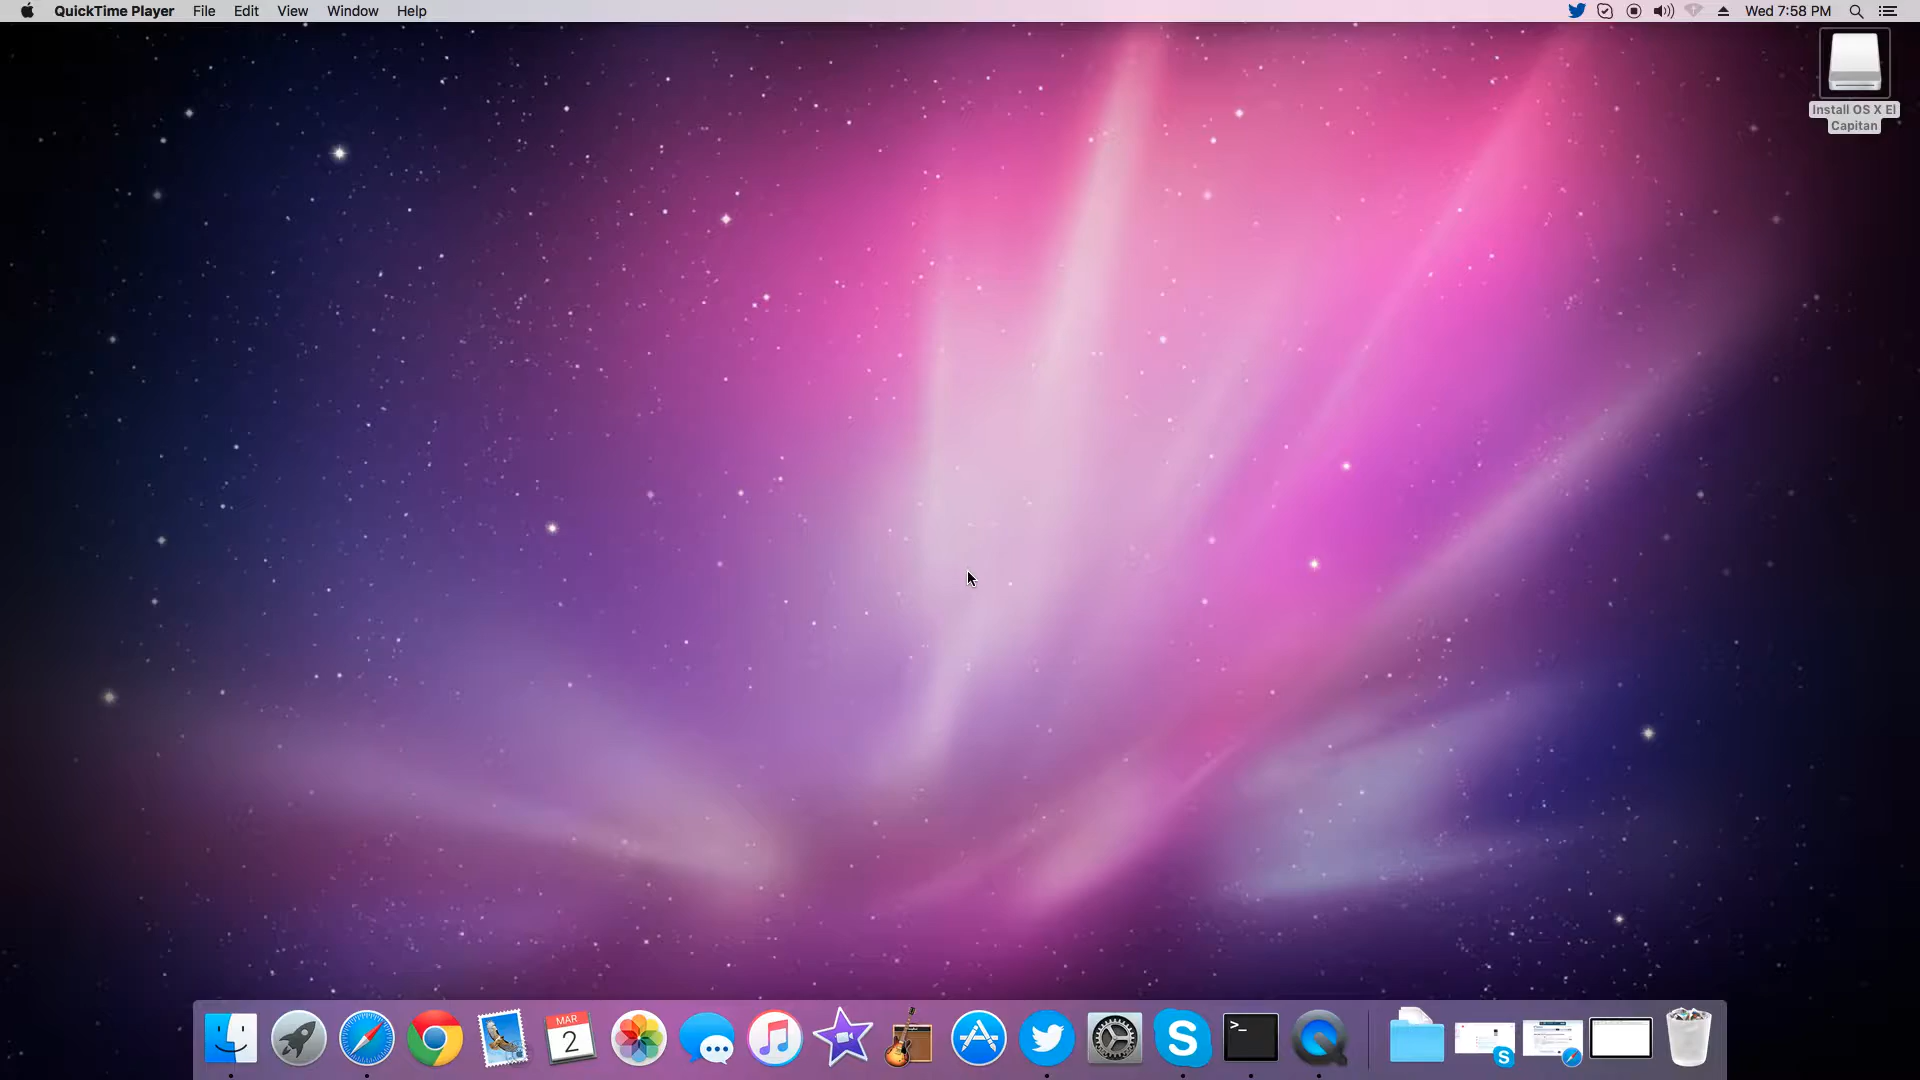 QuickTime Player File Edit View Window Help Wed 7:58 PM
Install OS X El
Capitan
MAR
2
>_